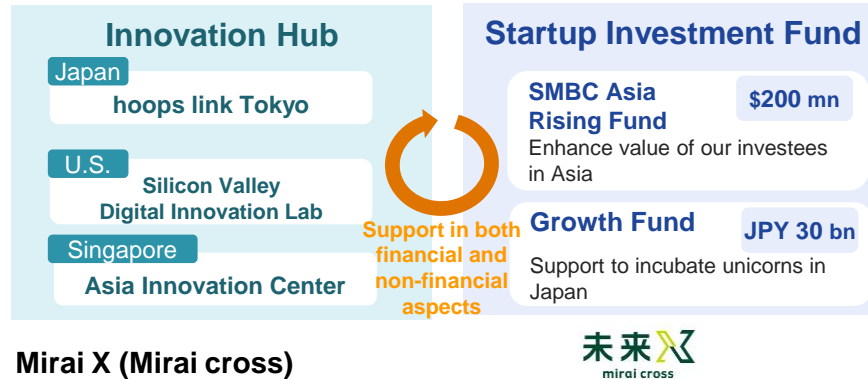 Innovation Hub
Japan
hoops link Tokyo
U.S.
Silicon Valley
Digital Innovation Lab
Singapore
Asia Innovation Center
Support in both
financial and
non-financial
aspects
Startup Investment Fund
SMBC Asia
Rising Fund
$200 mn
Enhance value of our investees
in Asia
Growth Fund
JPY 30 bn
Support to incubate unicorns in
Japan
Mirai X (Mirai cross)
未来X
mirai cross